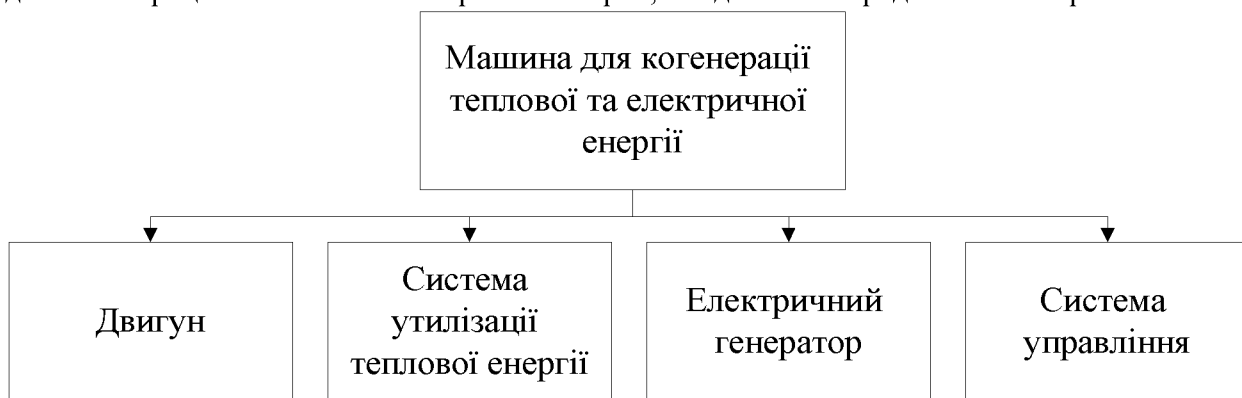 Машина для когенерації
теплової та електричної
енергії
Двигун
Система
утилізації
теплової енергії
Електричний
генератор
Система
управління